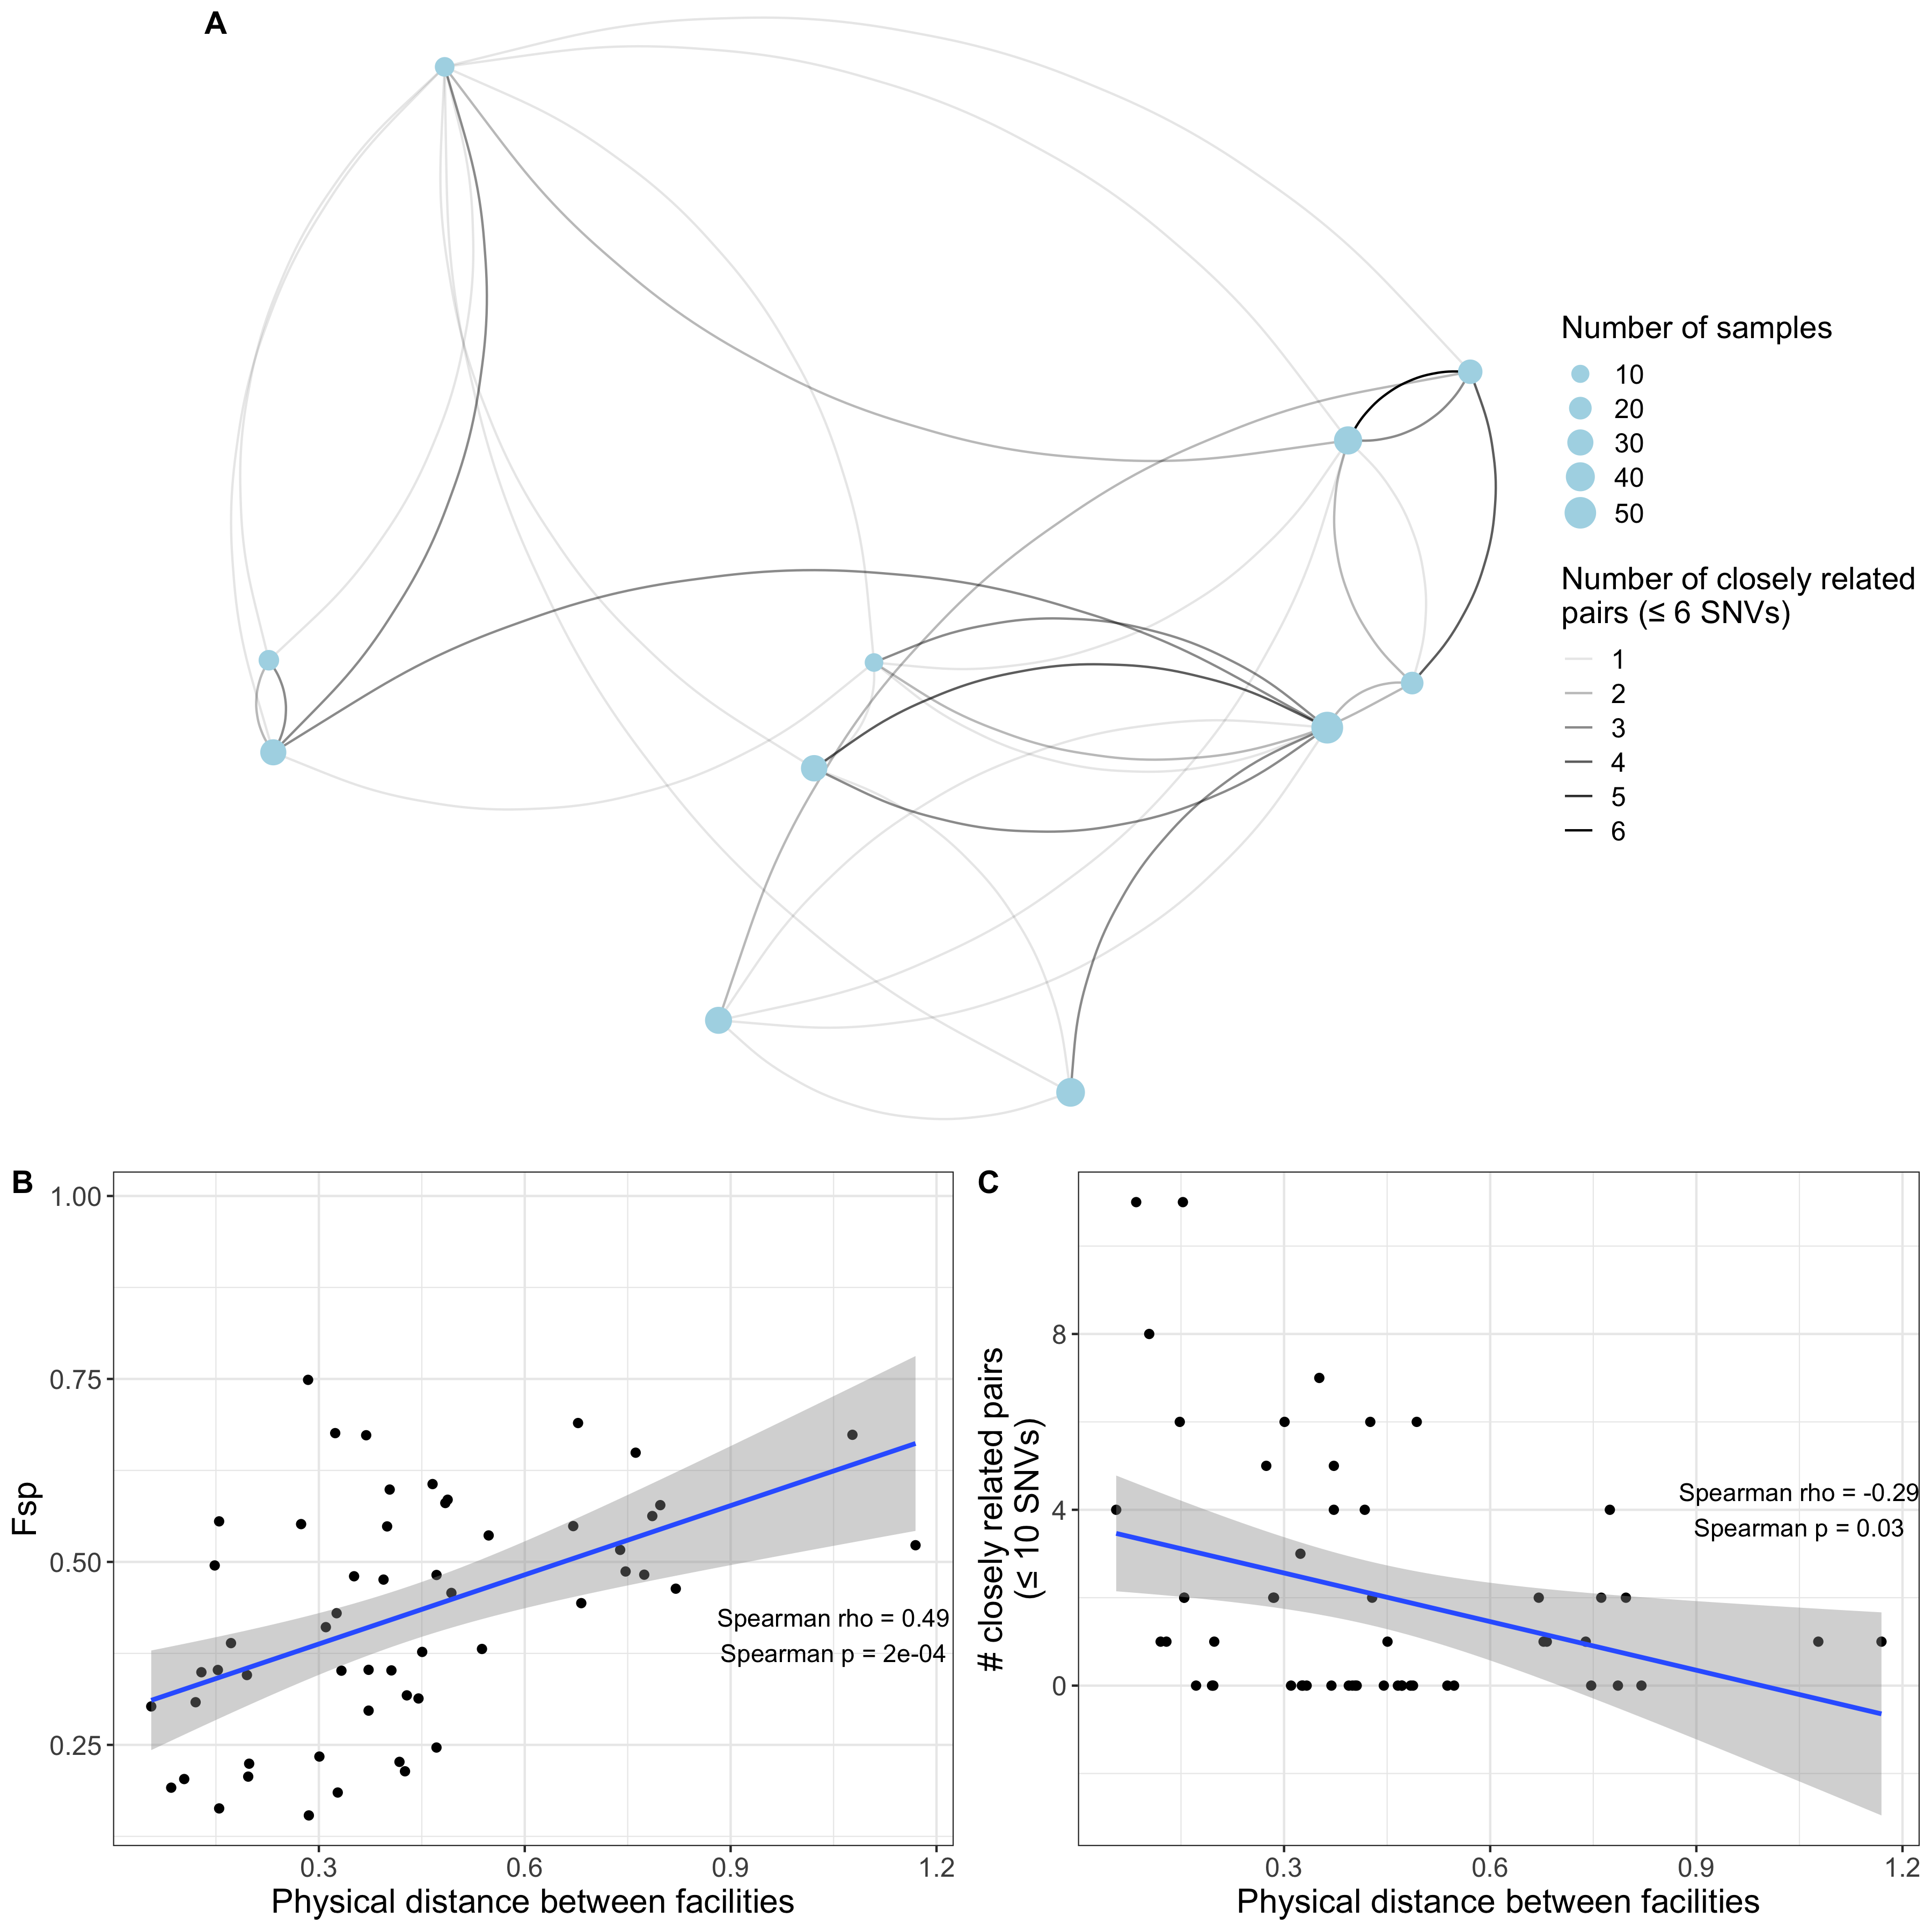 A
Number of samples
10
20
30
40
50
Number of closely related
pairs (≤ 6 SNVs)
1
2
3
4
5
6
B
1.00
0.75
0.50
0.25
Fsp
Spearman rho = 0.49
Spearman p = 2e-04
0.3
0.6
0.9
1.2
Physical distance between facilities
C
8
4
0
# closely related pairs
(≤ 10 SNVs)
Spearman rho = -0.29
Spearman p = 0.03
0.3
0.6
0.9
1.2
Physical distance between facilities